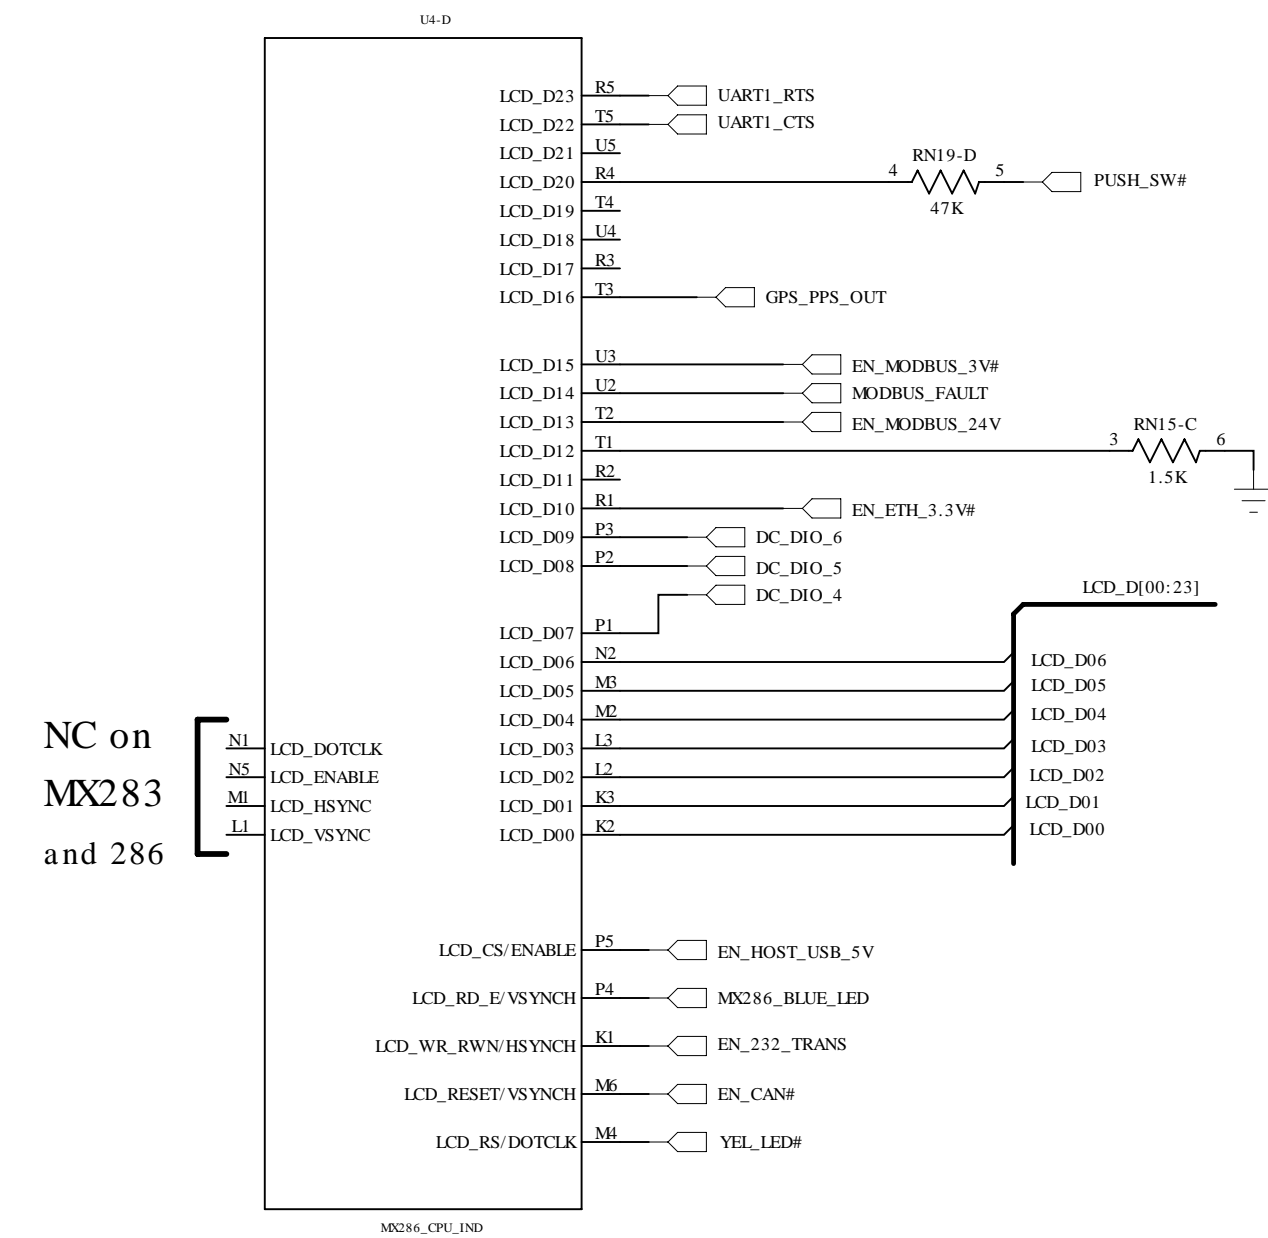 U4-D
LCD_D23 R5 UART1_RTS
LCD_D22 T5 UART1_CTS
LCD_D21 U5
RN19-D
LCD_D20 R4 4 5 PUSH_SW#
47K
LCD_D19 T4
LCD_D18 U4
LCD_D17 R3
LCD_D16 T3 GPS_PPS_OUT
LCD_D15 U3 EN_MODBUS_3V#
LCD_D14 U2 MODBUS_FAULT
LCD_D13 T2 EN_MODBUS_24V
RN15-C
LCD_D12 T1 3 6
1.5K
LCD_D11 R2
LCD_D10 R1 EN_ETH_3.3V#
LCD_D09 P3 DC_DIO_6
LCD_D08 P2 DC_DIO_5
DC_DIO_4
LCD_D[00:23]
LCD_D07 P1
LCD_D06 N2 LCD_D06
LCD_D05 M3 LCD_D05
LCD_D04 M2 LCD_D04
LCD_D03 L3 LCD_D03
LCD_D02 L2 LCD_D02
LCD_D01 K3 LCD_D01
LCD_D00 K2 LCD_D00
NC on
MX283
and 286
N1 LCD_DOTCLK
N5 LCD_ENABLE
M1 LCD_HSYNC
L1 LCD_VSYNC
LCD_CS/ENABLE P5 EN_HOST_USB_5V
LCD_RD_E/VSYNCH P4 MX286_BLUE_LED
LCD_WR_RWN/HSYNCH K1 EN_232_TRANS
LCD_RESET/VSYNCH M6 EN_CAN#
LCD_RS/DOTCLK M4 YEL_LED#
MX286_CPU_IND